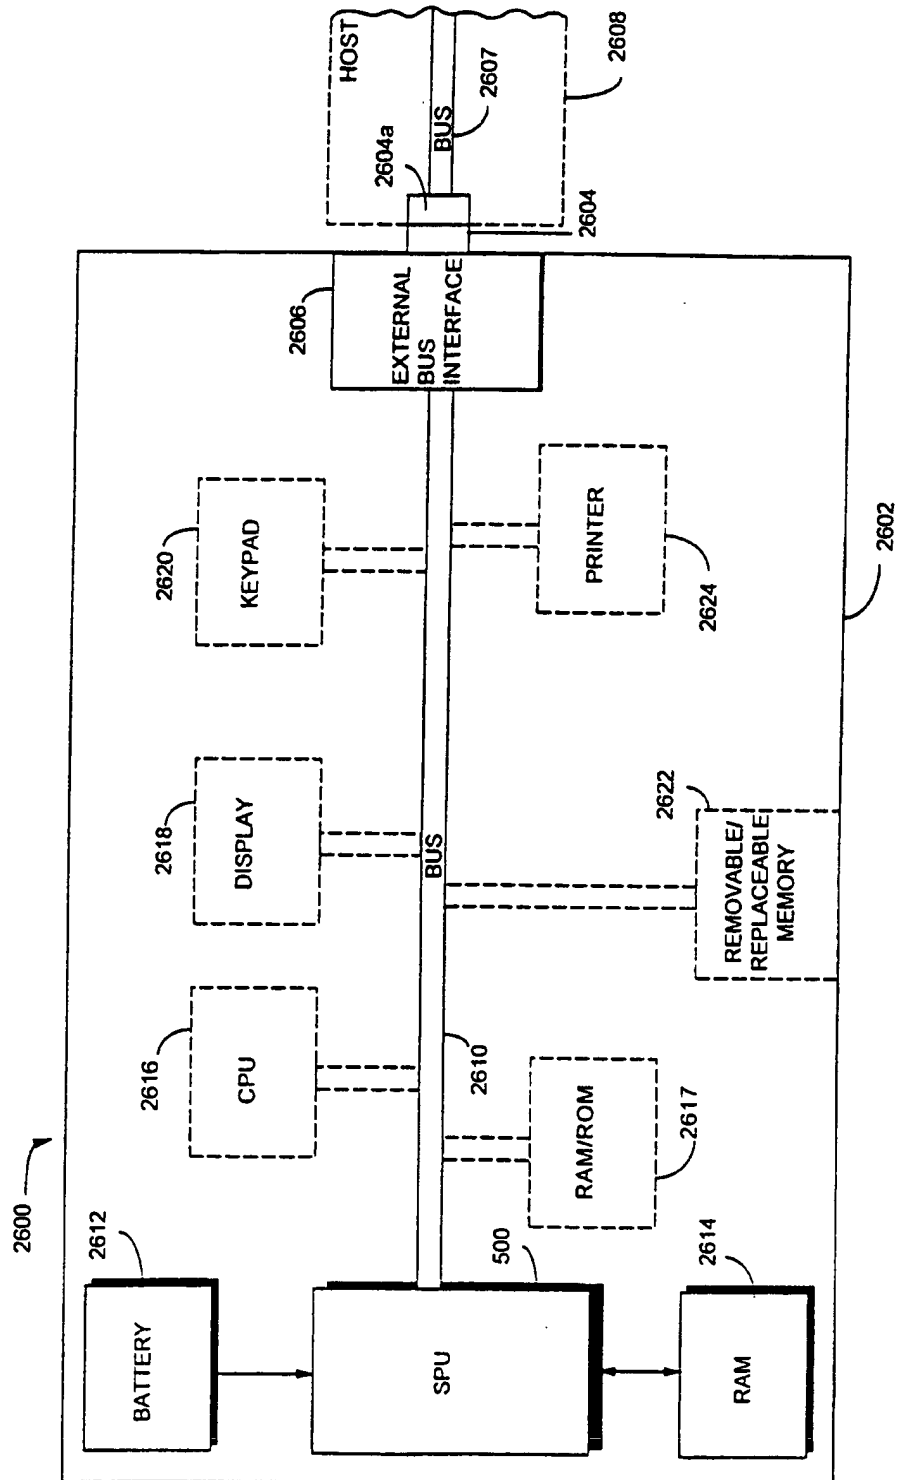 2600
BATTERY
2612
SPU
500
RAM
2614
CPU
2616
DISPLAY
2618
KEYPAD
2620
BUS
2610
RAM/ROM
2617
REMOVABLE/
REPLACEABLE
MEMORY
2622
PRINTER
2624
EXTERNAL
BUS
INTERFACE
2606
2602
HOST
BUS
2604a
2607
2604
2608